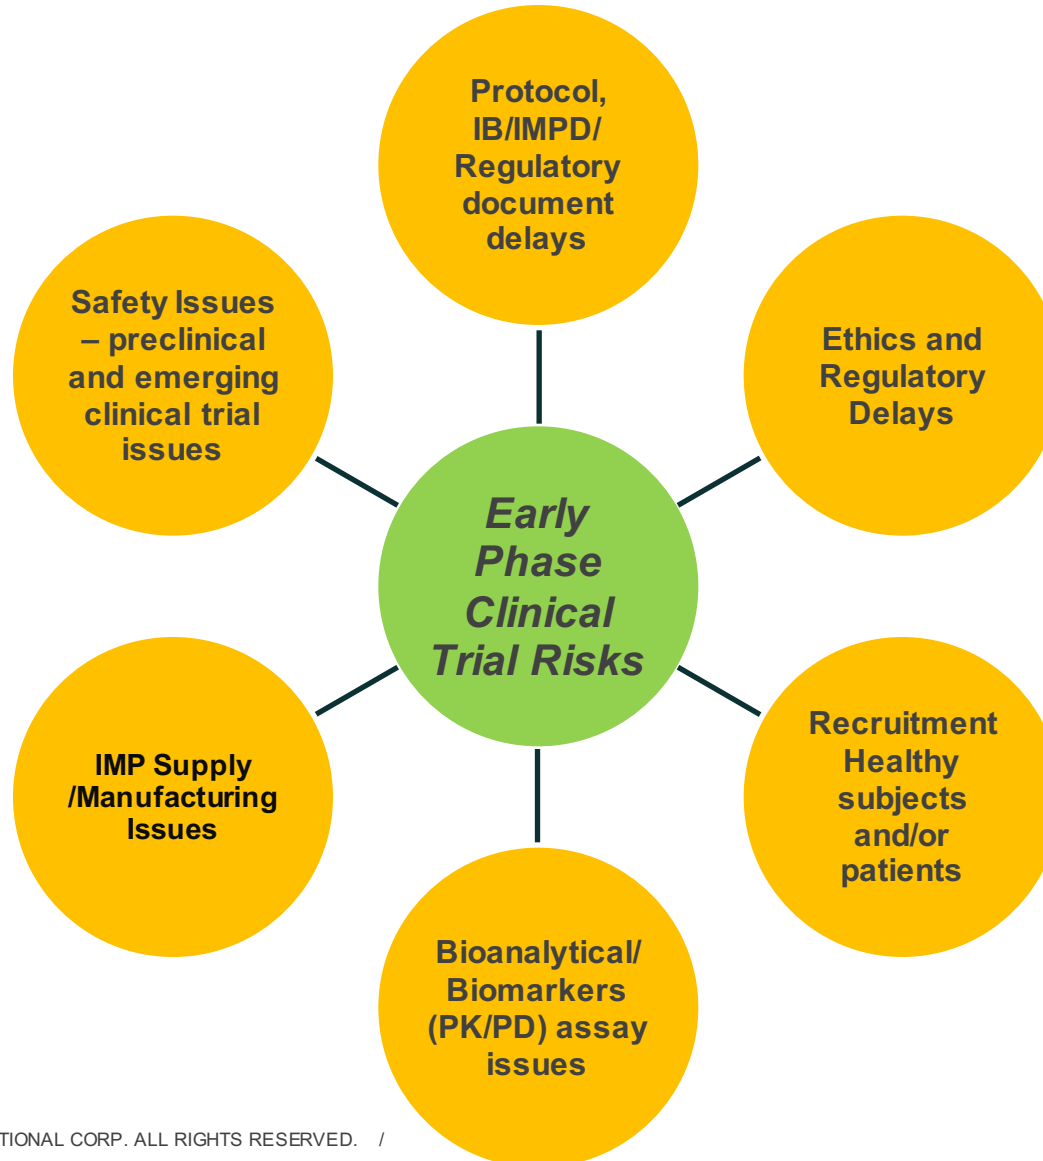 Protocol,
IB/IMPD/
Regulatory
document
delays
Safety Issues
– preclinical
and emerging
clinical trial
issues
Ethics and
Regulatory
Delays
Early
Phase
Clinical
Trial Risks
IMP Supply
/Manufacturing
Issues
Recruitment
Healthy
subjects
and/or
patients
Bioanalytical/
Biomarkers
(PK/PD) assay
issues
TIONAL CORP. ALL RIGHTS RESERVED. /